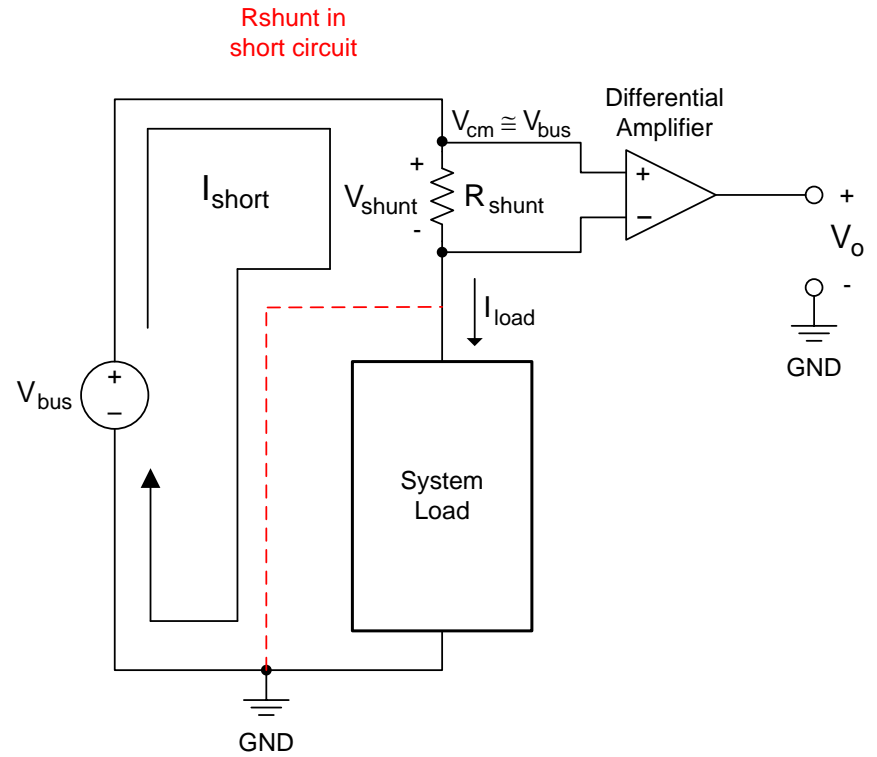 Rshunt in
short circuit
Differential
Amplifier
Vcm ≅ Vbus
+
Vshunt
-
Rshunt
+
−
+
Vo
-
GND
Ishort
Iload
+
−
Vbus
System
Load
GND